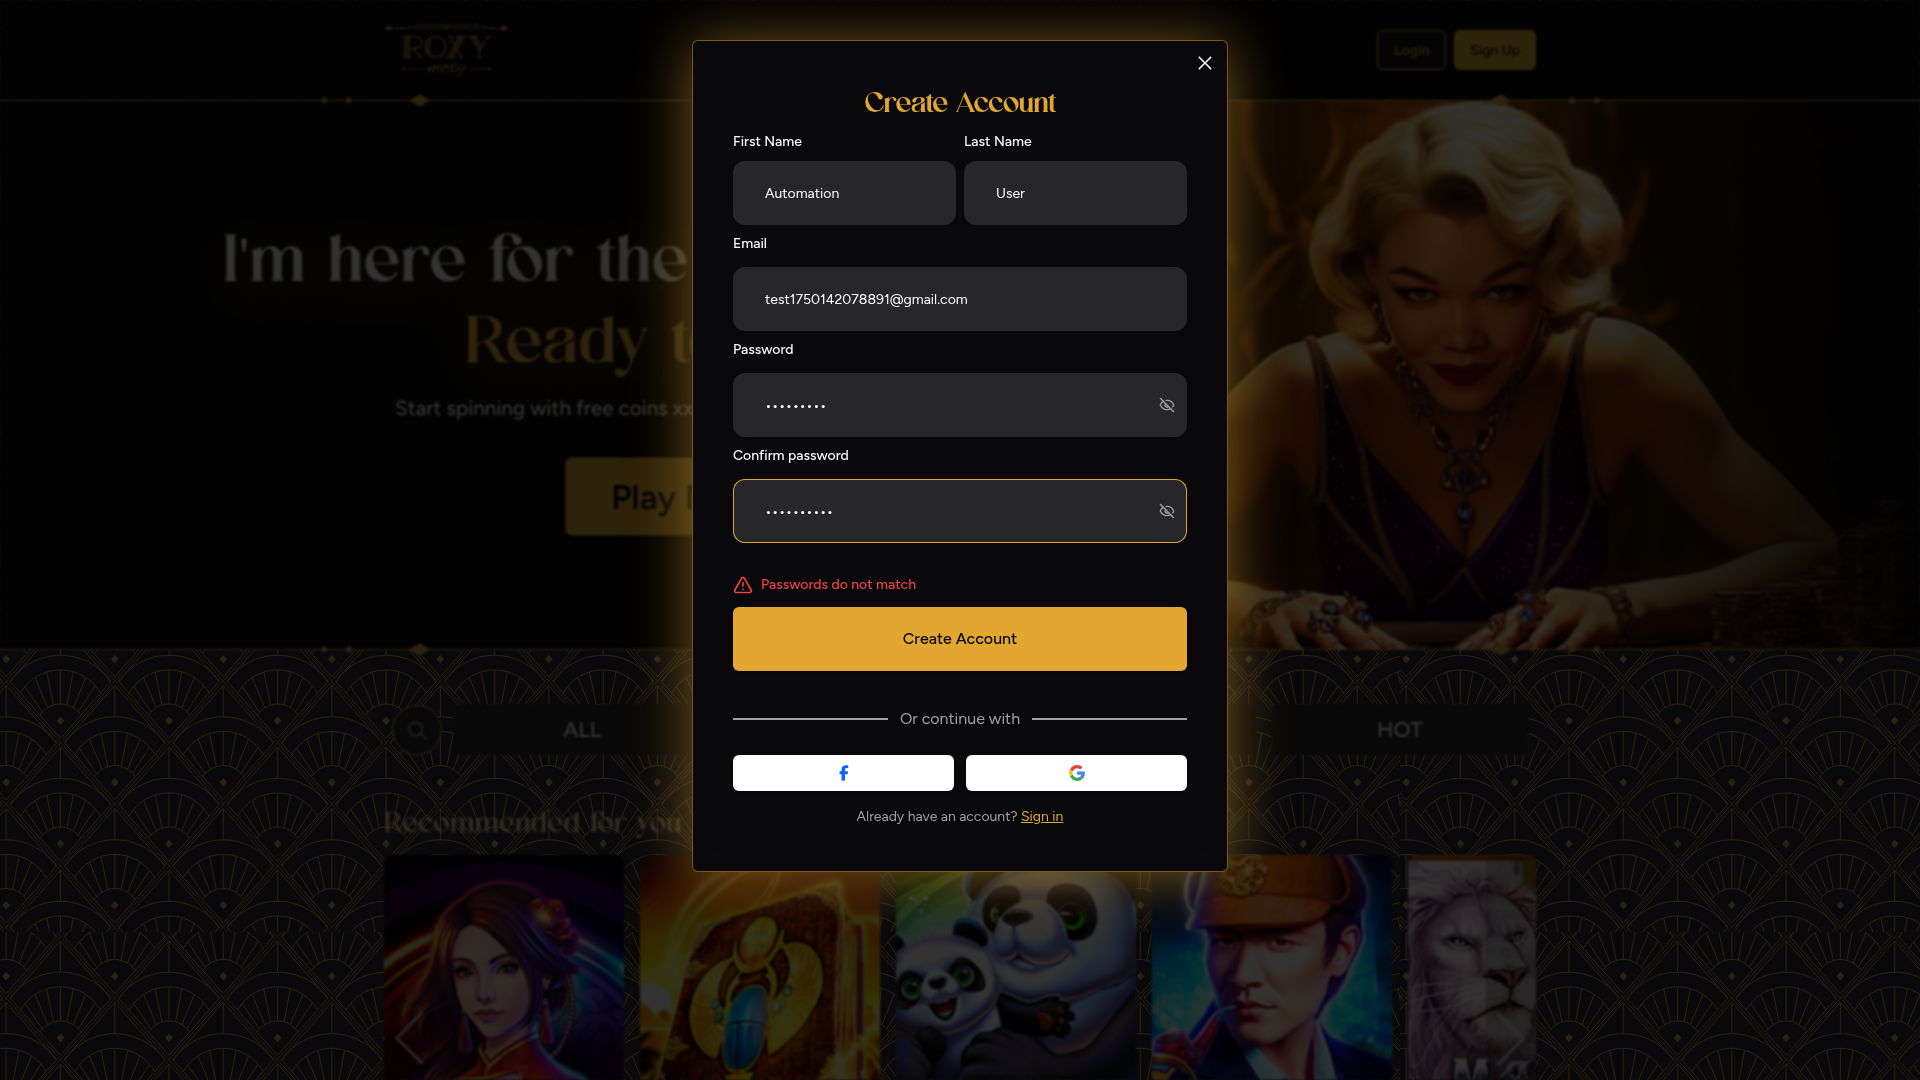 ROXY
moxy
Login
Sign Up
Create Account
First Name
Last Name
Automation
User
Email
test1750142078891@gmail.com
Password
•••••••••
Confirm password
••••••••••
Passwords do not match
Create Account
Or continue with
Already have an account? Sign in
I'm here for the
Ready
Start spinning with free coins
Play
ALL
HOT
Recommended for you